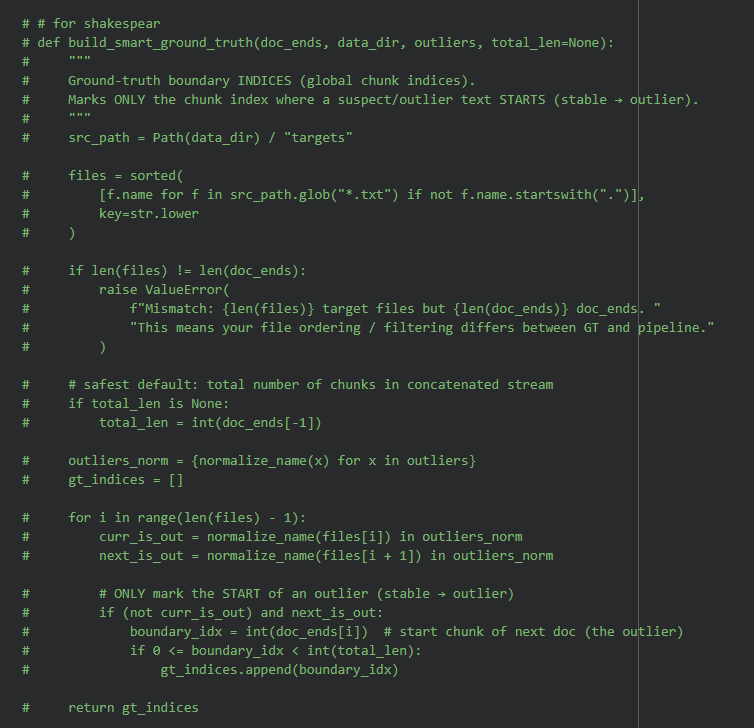 # # for shakespear
# def build_smart_ground_truth(doc_ends, data_dir, outliers, total_len=None):
#     """
#     Ground-truth boundary INDICES (global chunk indices).
#     Marks ONLY the chunk index where a suspect/outlier text STARTS (stable → outlier).
#     """
#     src_path = Path(data_dir) / "targets"

#     files = sorted(
#         [f.name for f in src_path.glob("*.txt") if not f.name.startswith(".")],
#         key=str.lower
#     )

#     if len(files) != len(doc_ends):
#         raise ValueError(
#             f"Mismatch: {len(files)} target files but {len(doc_ends)} doc_ends. "
#             "This means your file ordering / filtering differs between GT and pipeline."
#         )

#     # safest default: total number of chunks in concatenated stream
#     if total_len is None:
#         total_len = int(doc_ends[-1])

#     outliers_norm = {normalize_name(x) for x in outliers}
#     gt_indices = []

#     for i in range(len(files) - 1):
#         curr_is_out = normalize_name(files[i]) in outliers_norm
#         next_is_out = normalize_name(files[i + 1]) in outliers_norm

#         # ONLY mark the START of an outlier (stable → outlier)
#         if (not curr_is_out) and next_is_out:
#             boundary_idx = int(doc_ends[i])  # start chunk of next doc (the outlier)
#             if 0 <= boundary_idx < int(total_len):
#                 gt_indices.append(boundary_idx)

#     return gt_indices